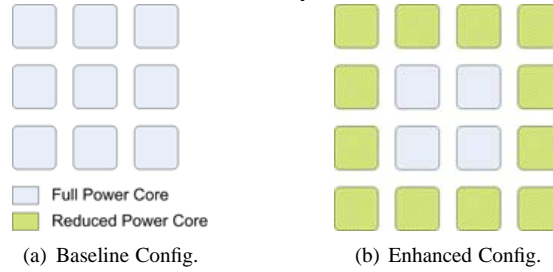 Full Power Core
Reduced Power Core
(a) Baseline Config.
(b) Enhanced Config.